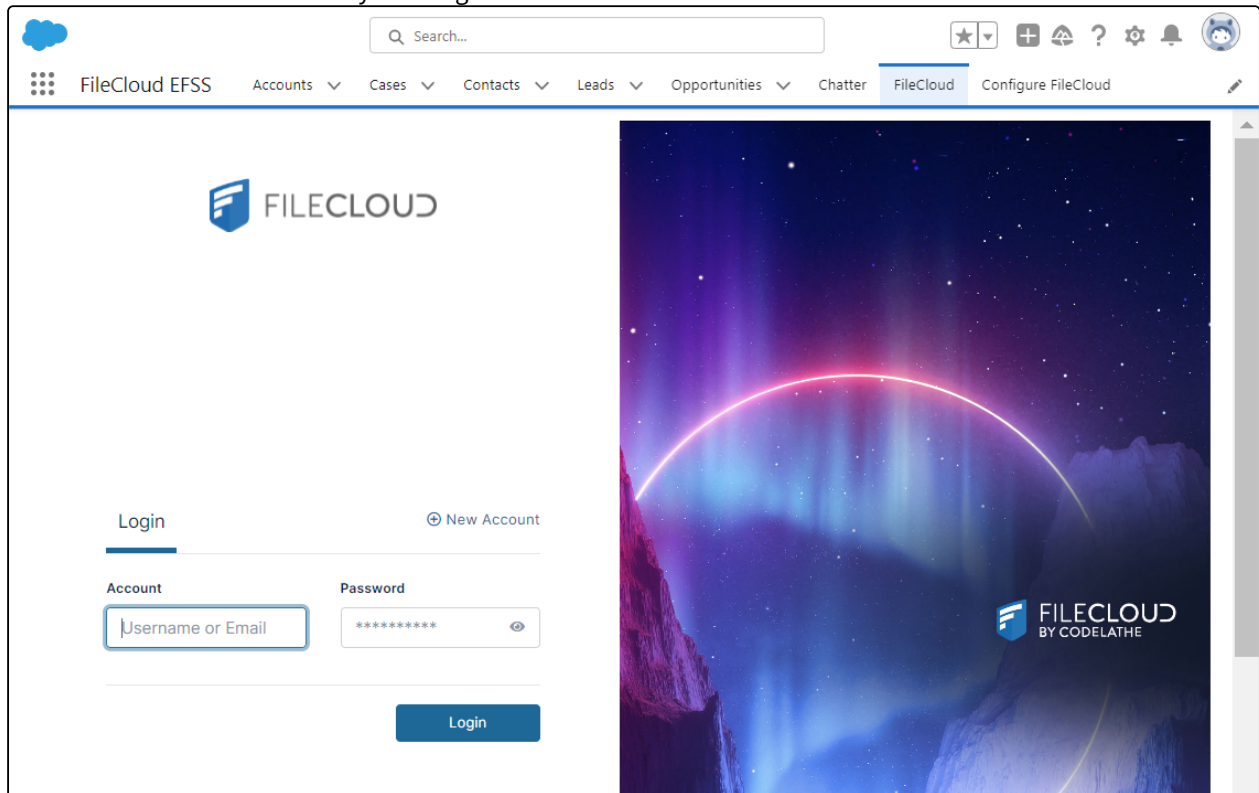 Search...
FileCloud EFSS Accounts Cases Contacts Leads Opportunities Chatter FileCloud Configure FileCloud
FILECLOUD
Login New Account
Account Password
Username or Email **********
Login
FILECLOUD
BY CODELATHE